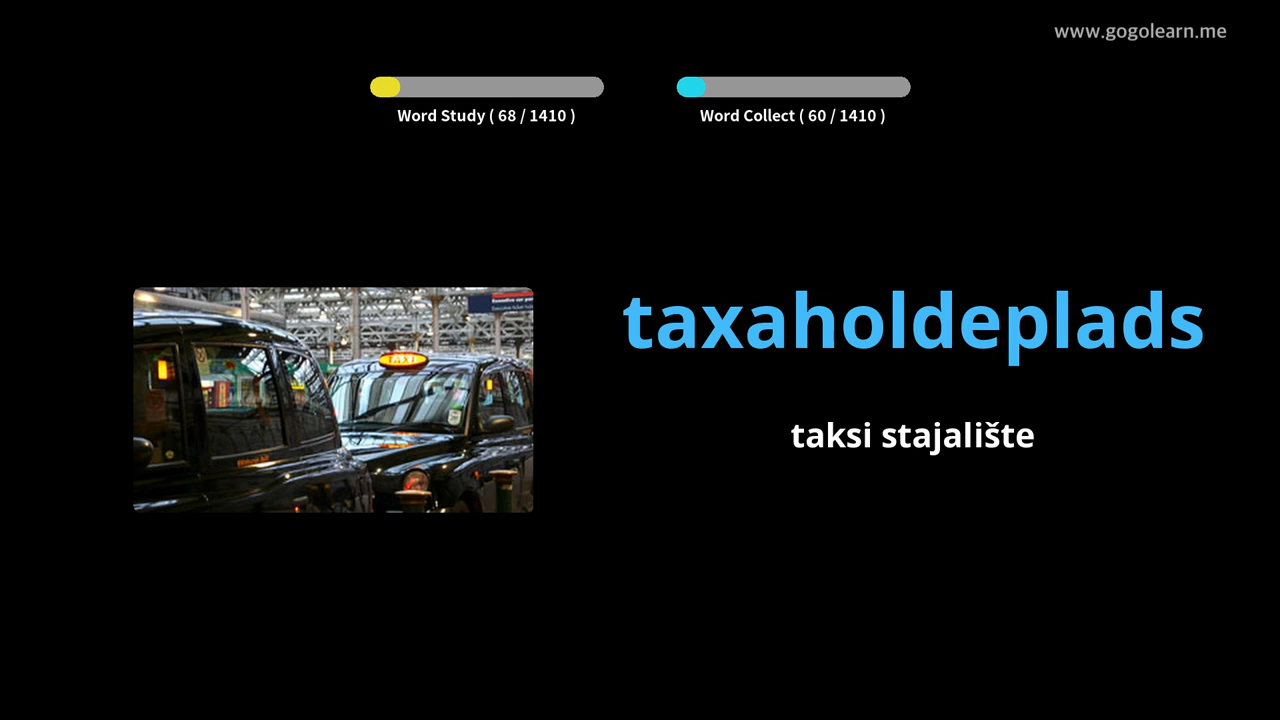 www.gogolearn.me
Word Study ( 68 / 1410 )
Word Collect ( 60 / 1410 )
TAXI
taxaholdeplads
taksi stajalište